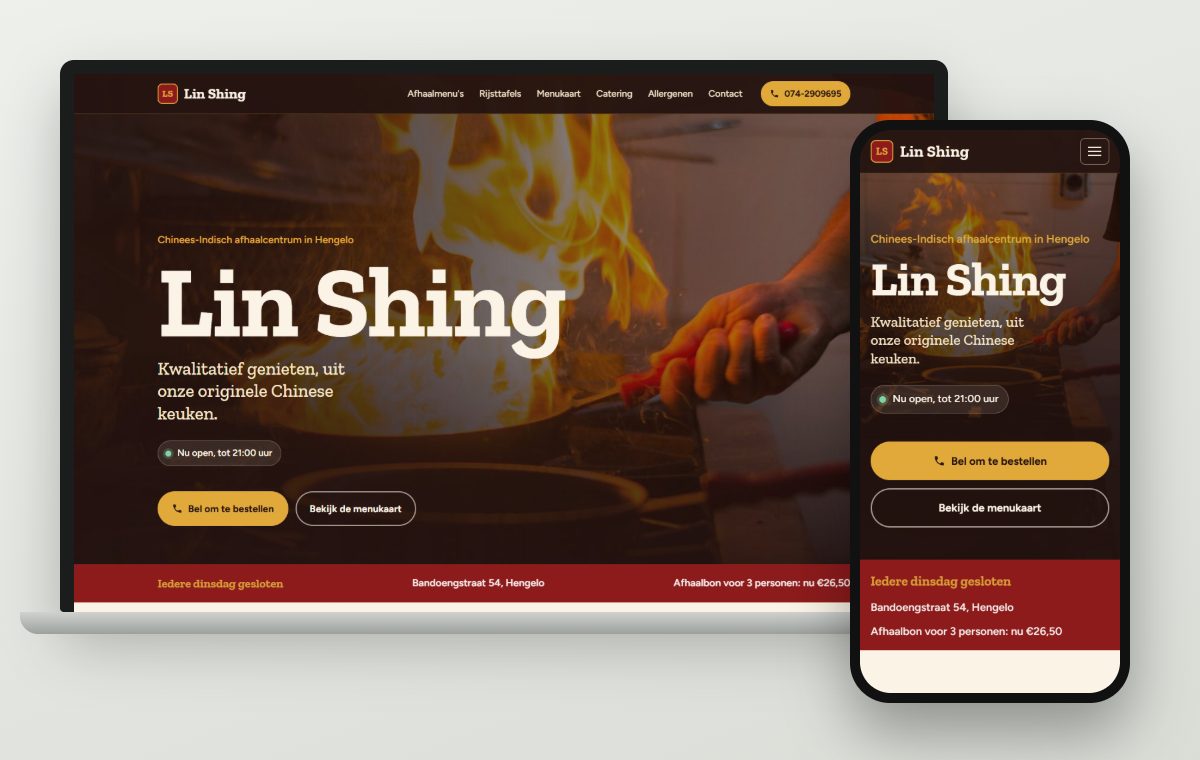 LS Lin Shing
Afhaalmenu's Rijsttafels Menukaart Catering Allergenen Contact 074-2909695
Chinees-Indisch afhaalcentrum in Hengelo
Lin Shing
Kwalitatief genieten, uit
onze originele Chinese
keuken.
Nu open, tot 21:00 uur
Bel om te bestellen Bekijk de menukaart
Iedere dinsdag gesloten Bandoengstraat 54, Hengelo Afhaalbon voor 3 personen: nu €26,50
LS Lin Shing
Chinees-Indisch afhaalcentrum in Hengelo
Lin Shing
Kwalitatief genieten, uit
onze originele Chinese
keuken.
Nu open, tot 21:00 uur
Bel om te bestellen
Bekijk de menukaart
Iedere dinsdag gesloten
Bandoengstraat 54, Hengelo
Afhaalbon voor 3 personen: nu €26,50